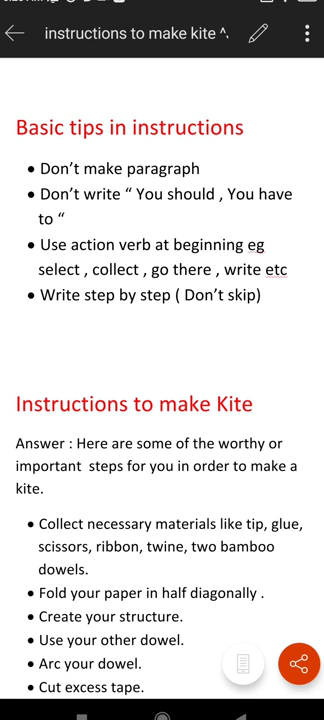 instructions to make kite ^.
Basic tips in instructions
• Don’t make paragraph
• Don’t write “ You should , You have
to “
• Use action verb at beginning eg
select , collect , go there , write etc
• Write step by step ( Don’t skip)
Instructions to make Kite
Answer : Here are some of the worthy or
important steps for you in order to make a
kite.
• Collect necessary materials like tip, glue,
scissors, ribbon, twine, two bamboo
dowels.
• Fold your paper in half diagonally .
• Create your structure.
• Use your other dowel.
• Arc your dowel.
• Cut excess tape.